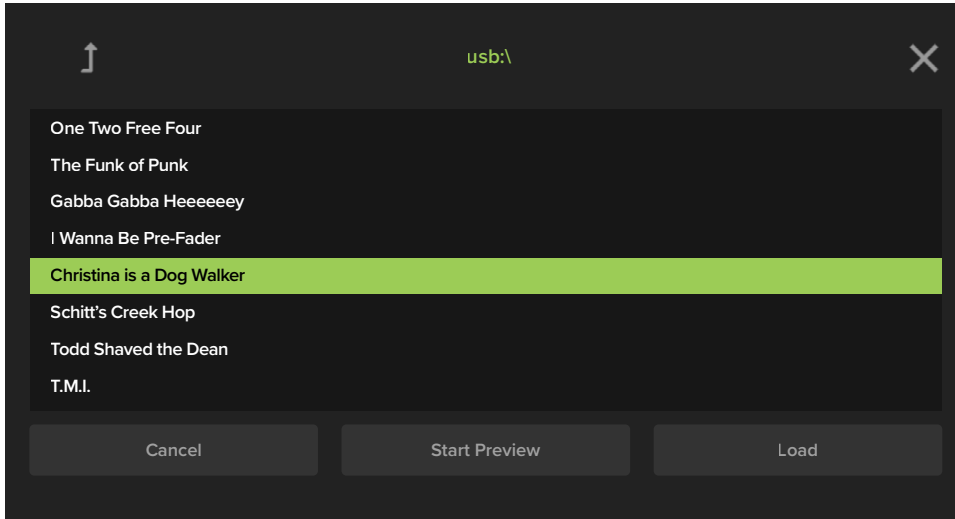 usb:\
One Two Free Four
The Funk of Punk
Gabba Gabba Heeeeeey
I Wanna Be Pre-Fader
Christina is a Dog Walker
Schitt’s Creek Hop
Todd Shaved the Dean
T.M.I.
Cancel
Start Preview
Load